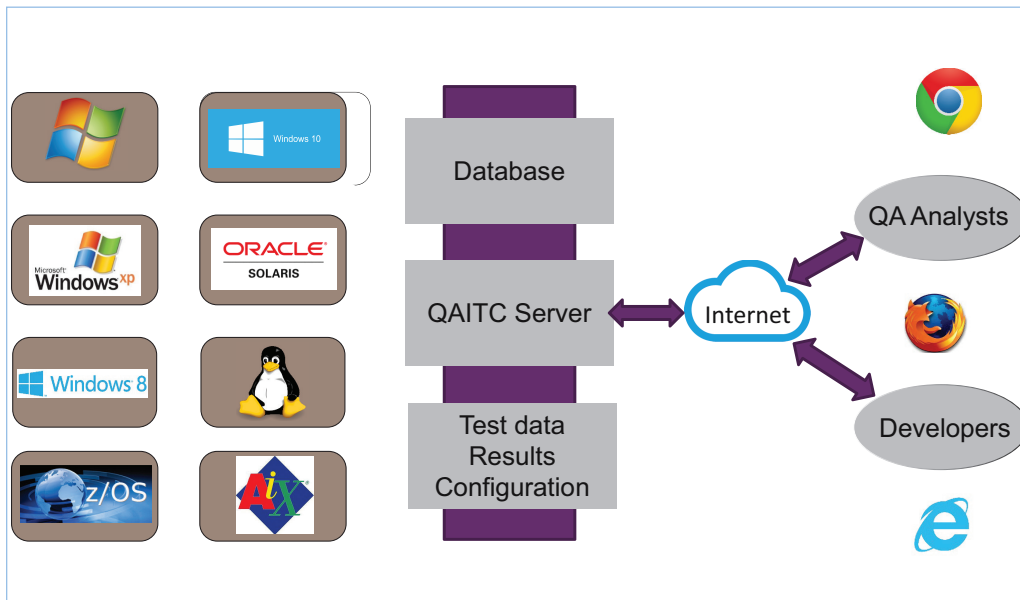 Windows 10
Microsoft®
Windows xp
ORACLE®
SOLARIS
Windows 8
z/OS
AiX®
Database
QAITC Server
Test data
Results
Configuration
Internet
QA Analysts
Developers